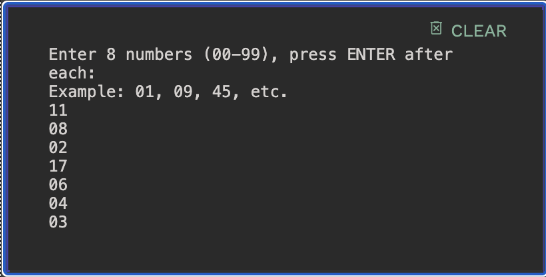 CLEAR
Enter 8 numbers (00–99), press ENTER after
each:
Example: 01, 09, 45, etc.
11
08
02
17
06
04
03